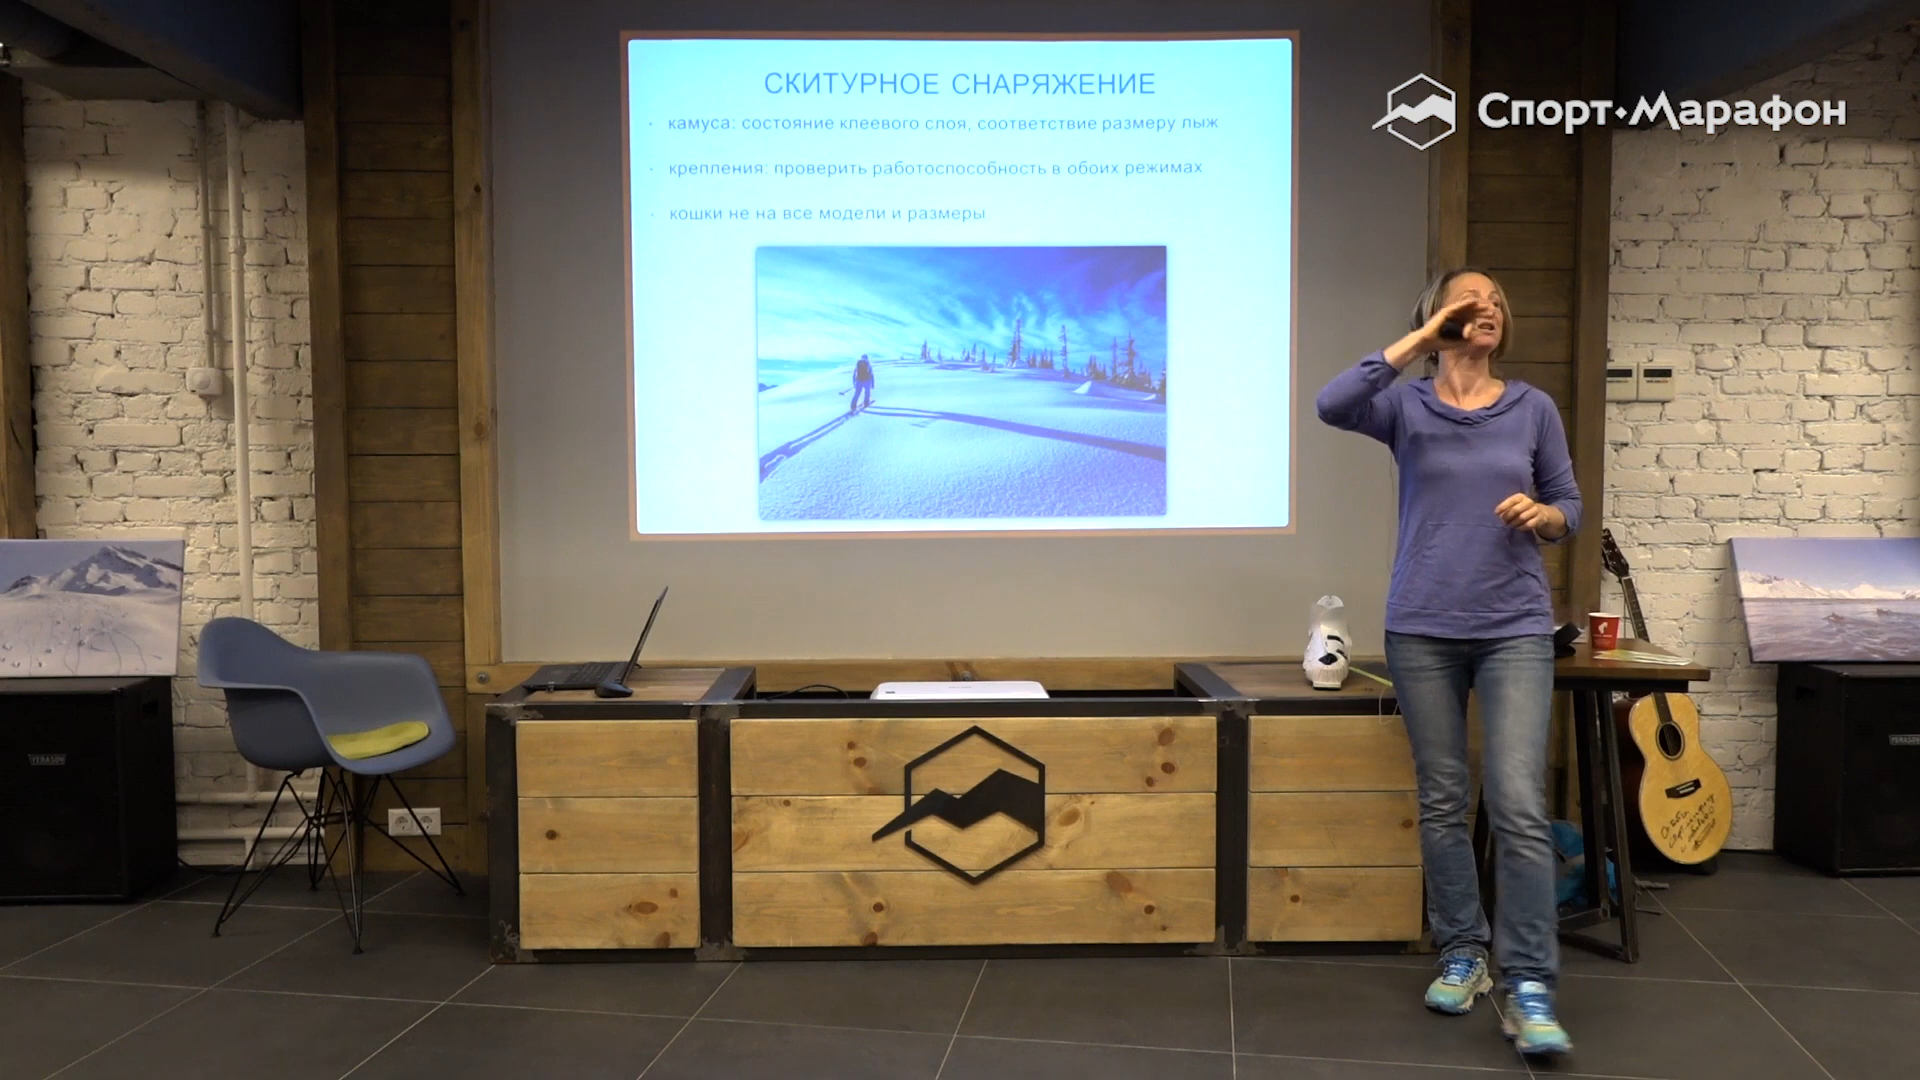 СКИТУРНОЕ СНАРЯЖЕНИЕ
· камуса: состояние клеевого слоя, соответствие размеру лыж
· крепления: проверить работоспособность в обоих режимах
· кошки не на все модели и размеры
Спорт·Марафон
YERASOV